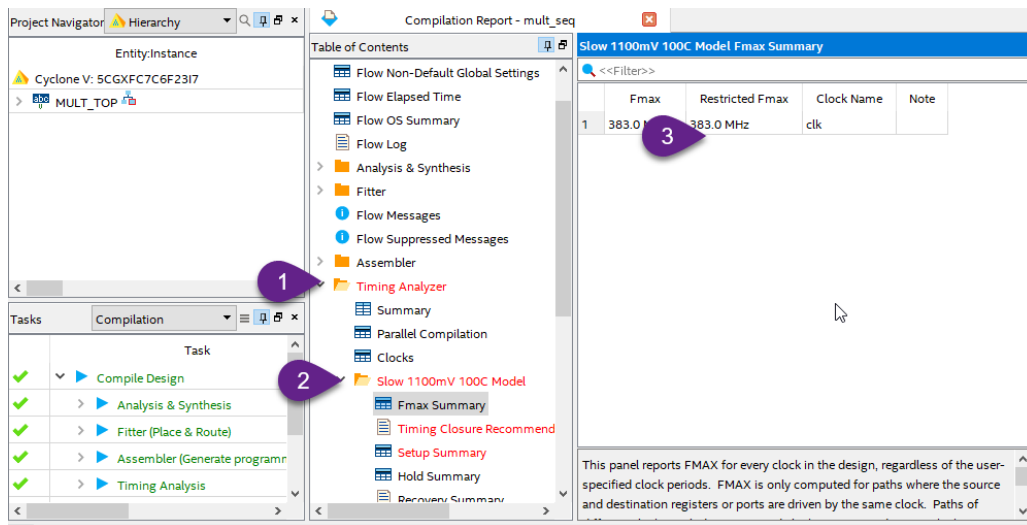 Project Navigator Hierarchy
Entity:Instance
Cyclone V: 5CGXFC7C6F23I7
MULT_TOP
Tasks Compilation
Task
Compile Design
Analysis & Synthesis
Fitter (Place & Route)
Assembler (Generate programr
Timing Analysis
Compilation Report - mult_seq
Table of Contents
Flow Non-Default Global Settings
Flow Elapsed Time
Flow OS Summary
Flow Log
Analysis & Synthesis
Fitter
Flow Messages
Flow Suppressed Messages
Assembler
1
Timing Analyzer
Summary
Parallel Compilation
Clocks
2
Slow 1100mV 100C Model
Fmax Summary
Timing Closure Recommend
Setup Summary
Hold Summary
Recovery Summary
Slow 1100mV 100C Model Fmax Summary
<<Filter>>
Fmax Restricted Fmax Clock Name Note
1 383.0 383.0 MHz clk
3
This panel reports FMAX for every clock in the design, regardless of the user-
specified clock periods. FMAX is only computed for paths where the source
and destination registers or ports are driven by the same clock. Paths of